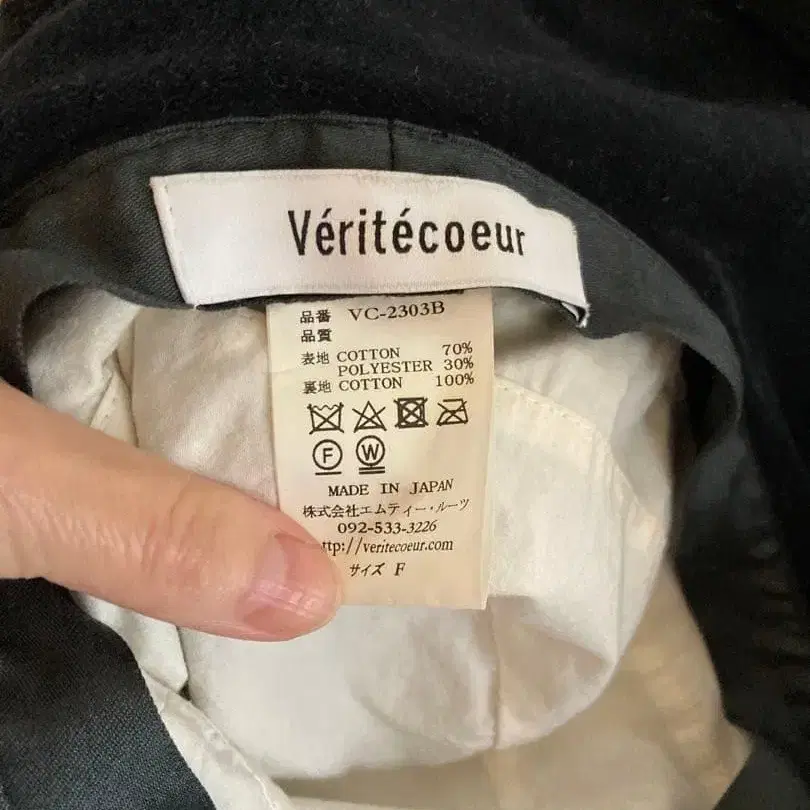 Véritécoeur
品番 VC-2303B
品質
表地 COTTON 70%
POLYESTER 30%
裏地 COTTON 100%
F W
MADE IN JAPAN
株式会社エムティー・ルーツ
092-533-3226
ttp://veritecoeur.com
サイズ F